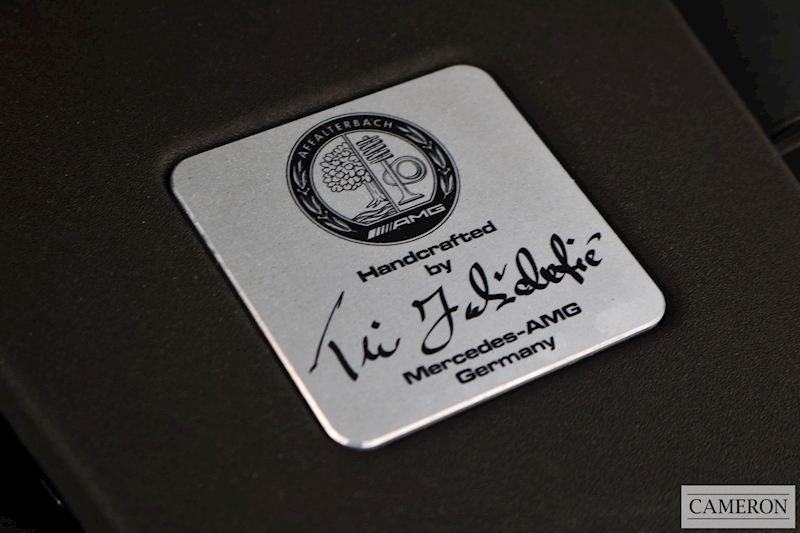 AFFALTERBACH
AMG
Handcrafted
by
Mercedes-AMG
Germany
CAMERON